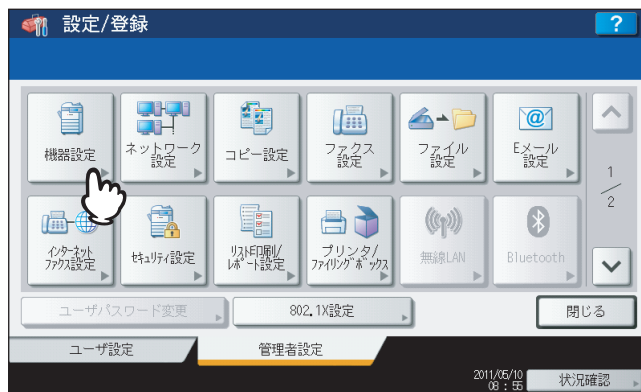 設定/登録
?
機器設定
ネットワーク
設定
コピー設定
ファクス
設定
ファイル
設定
Eメール
設定
1
/
2
インターネット
ファクス設定
セキュリティ設定
リスト印刷/
レポート設定
プリンタ/
ファイリングボックス
無線LAN
Bluetooth
ユーザパスワード変更
802.1X設定
閉じる
ユーザ設定
管理者設定
2011/05/10
08:55
状況確認